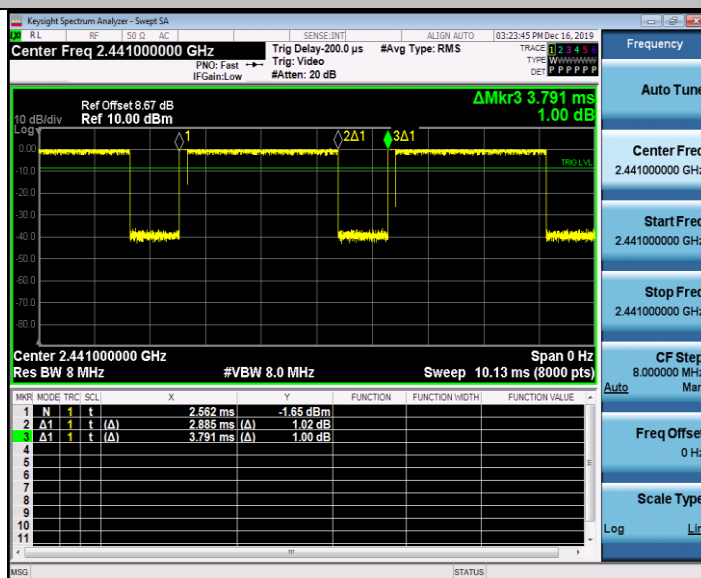 Keysight Spectrum Analyzer - Swept SA
RL RF 50 Ω AC SENSE:INT ALIGN AUTO 03:23:45 PM Dec 16, 2019
Center Freq 2.441000000 GHz
PNO: Fast
IFGain:Low
Trig Delay-200.0 µs
Trig: Video
#Atten: 20 dB
#Avg Type: RMS
TRACE 1 2 3 4 5 6
TYPE W
DET P P P P P P
Ref Offset 8.67 dB
10 dB/div Ref 10.00 dBm
ΔMkr3 3.791 ms
1.00 dB
Log
1
2Δ1
3Δ1
0.00
TRIG LVL
-10.0
-20.0
-30.0
-40.0
-50.0
-60.0
-70.0
-80.0
Center 2.441000000 GHz Span 0 Hz
Res BW 8 MHz #VBW 8.0 MHz Sweep 10.13 ms (8000 pts)
MKR MODE TRC SCL X Y FUNCTION FUNCTION WIDTH FUNCTION VALUE
1 N 1 t 2.562 ms -1.65 dBm
2 Δ1 1 t (Δ) 2.885 ms (Δ) 1.02 dB
3 Δ1 1 t (Δ) 3.791 ms (Δ) 1.00 dB
4
5
6
7
8
9
10
11
MSG STATUS
Frequency
Auto Tune
Center Freq
2.441000000 GHz
Start Freq
2.441000000 GHz
Stop Freq
2.441000000 GHz
CF Step
8.000000 MHz
Auto Man
Freq Offset
0 Hz
Scale Type
Log Lin